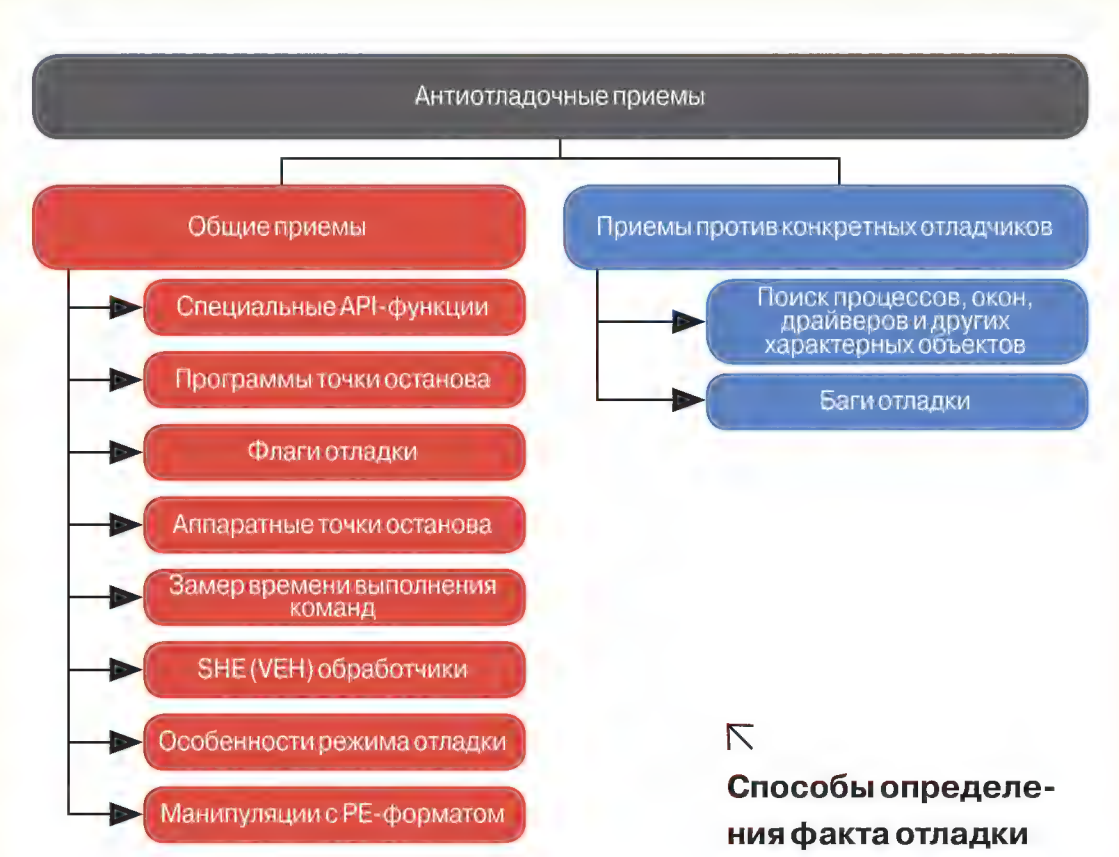 Антиотладочные приемы
Общие приемы
Приемы против конкретных отладчиков
Специальные API-функции
Программы точки останова
Флаги отладки
Аппаратные точки останова
Замер времени выполнения
команд
SHE (VEH) обработчики
Особенности режима отладки
Манипуляции с PE-форматом
Поиск процессов, окон,
драйверов и других
характерных объектов
Баги отладки
Способы определе-
ния факта отладки